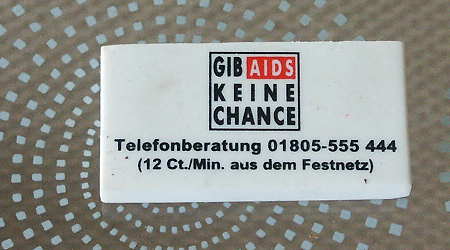 GIB AIDS
KEINE
CHANCE
Telefonberatung 01805-555 444
(12 Ct./Min. aus dem Festnetz)